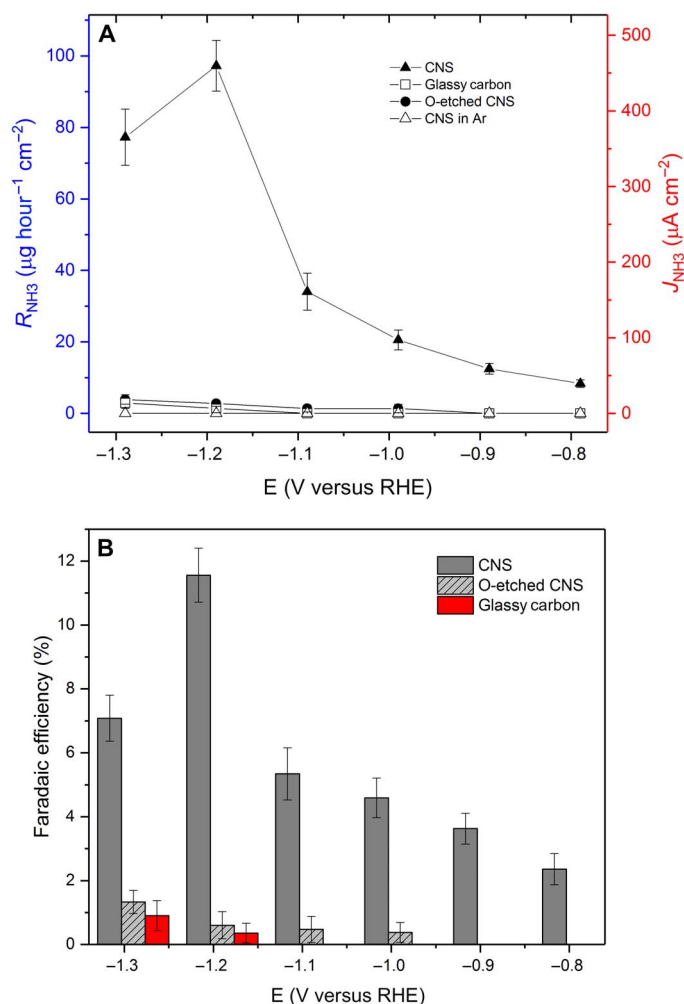 A
CNS
Glassy carbon
O-etched CNS
CNS in Ar
R_NH3 (μg hour⁻¹ cm⁻²)
100
80
60
40
20
0
J_NH3 (μA cm⁻²)
500
400
300
200
100
0
–1.3 –1.2 –1.1 –1.0 –0.9 –0.8
E (V versus RHE)
B
CNS
O-etched CNS
Glassy carbon
Faradaic efficiency (%)
12
10
8
6
4
2
0
–1.3 –1.2 –1.1 –1.0 –0.9 –0.8
E (V versus RHE)